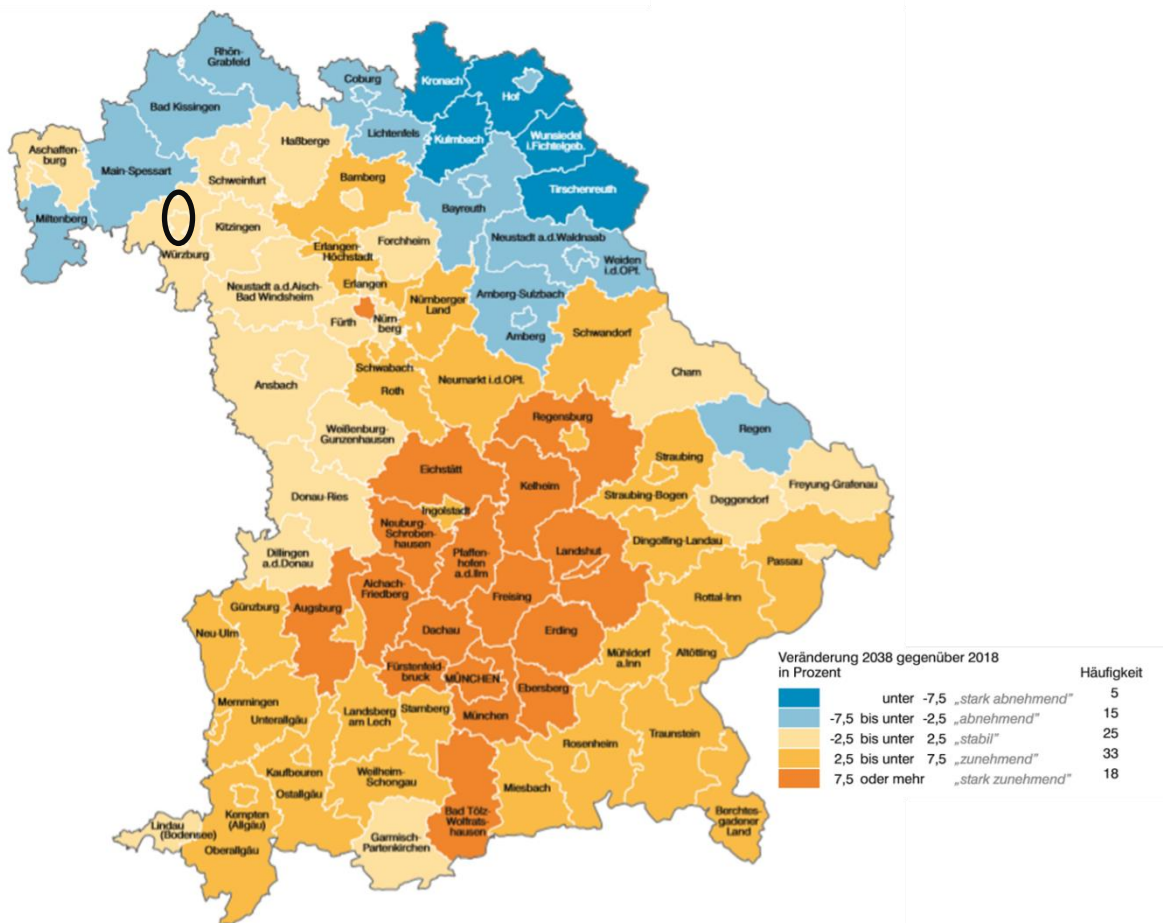 Rhön-
Grabfeld
Coburg
Kronach
Hof
Bad Kissingen
Lichtenfels
Kulmbach
Wunsiedel
i.Fichtelgeb.
Aschaffen-
burg
Haßberge
Main-Spessart
Schweinfurt
Bamberg
Tirschenreuth
Bayreuth
Miltenberg
Kitzingen
Würzburg
Erlangen-
Höchstadt
Forchheim
Neustadt a.d.Waldnaab
Weiden
i.d.OPf.
Neustadt a.d.Aisch-
Bad Windsheim
Erlangen
Nürnberger
Land
Amberg-Sulzbach
Fürth
Nürn-
berg
Amberg
Schwandorf
Ansbach
Schwabach
Roth
Neumarkt i.d.OPf.
Cham
Weißenburg-
Gunzenhausen
Regensburg
Regen
Eichstätt
Straubing
Kelheim
Freyung-Grafenau
Donau-Ries
Straubing-Bogen
Deggendorf
Ingolstadt
Neuburg-
Schroben-
hausen
Dingolfing-Landau
Dillingen
a.d.Donau
Pfaffen-
hofen
a.d.Ilm
Landshut
Passau
Aichach-
Friedberg
Freising
Rottal-Inn
Günzburg
Augsburg
Neu-Ulm
Dachau
Erding
Mühldorf
a.Inn
Altötting
Fürstenfeld
bruck
MÜNCHEN
Ebersberg
Memmingen
Unterallgäu
Landsberg
am Lech
Starnberg
München
Traunstein
Rosenheim
Kaufbeuren
Ostallgäu
Weilheim-
Schongau
Miesbach
Bad Tölz-
Wolfrats-
hausen
Berchtes-
gadener
Land
Kempten
(Allgäu)
Lindau
(Bodensee)
Oberallgäu
Garmisch-
Partenkirchen
Veränderung 2038 gegenüber 2018
in Prozent
Häufigkeit
unter -7,5 „stark abnehmend" 5
-7,5 bis unter -2,5 „abnehmend" 15
-2,5 bis unter 2,5 „stabil" 25
2,5 bis unter 7,5 „zunehmend" 33
7,5 oder mehr „stark zunehmend" 18